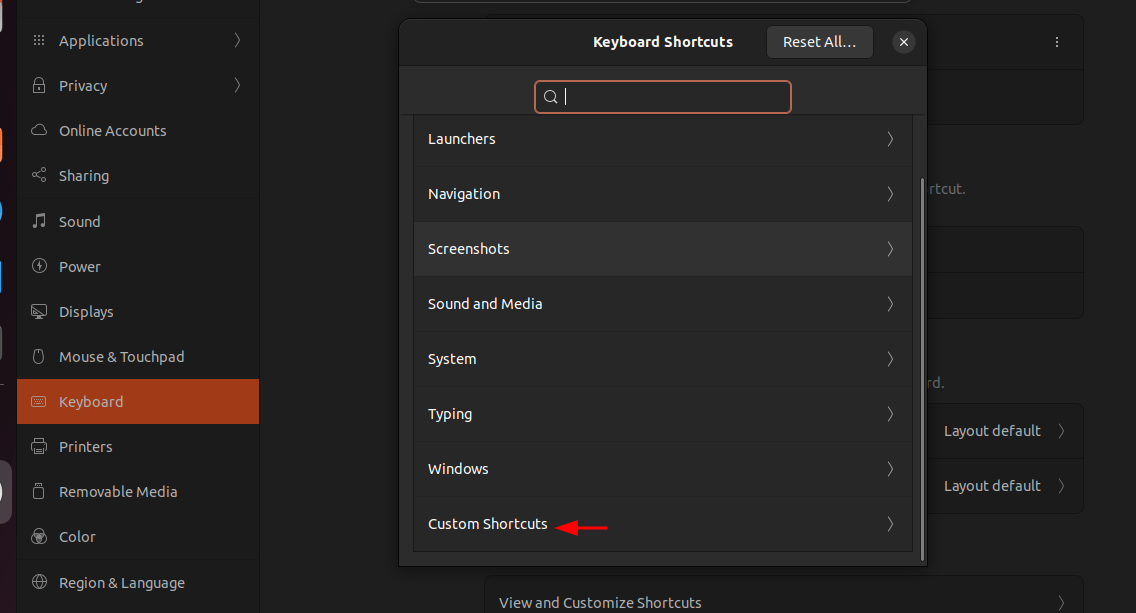 Applications
Privacy
Online Accounts
Sharing
Sound
Power
Displays
Mouse & Touchpad
Keyboard
Printers
Removable Media
Color
Region & Language
Keyboard Shortcuts
Reset All...
Launchers
Navigation
Screenshots
Sound and Media
System
Typing
Windows
Custom Shortcuts
Layout default
Layout default
View and Customize Shortcuts